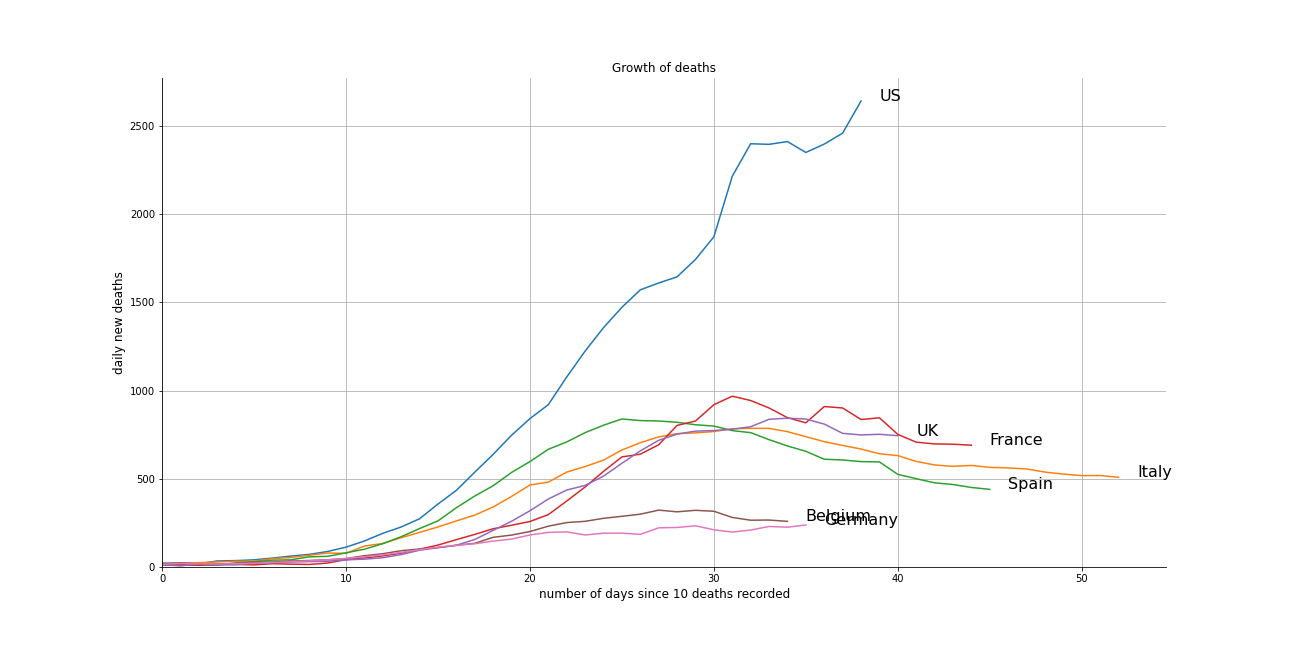 Growth of deaths
US
2500
2000
1500
1000
500
0
daily new deaths
UK
France
Italy
Spain
Belgium
Germany
0 10 20 30 40 50
number of days since 10 deaths recorded